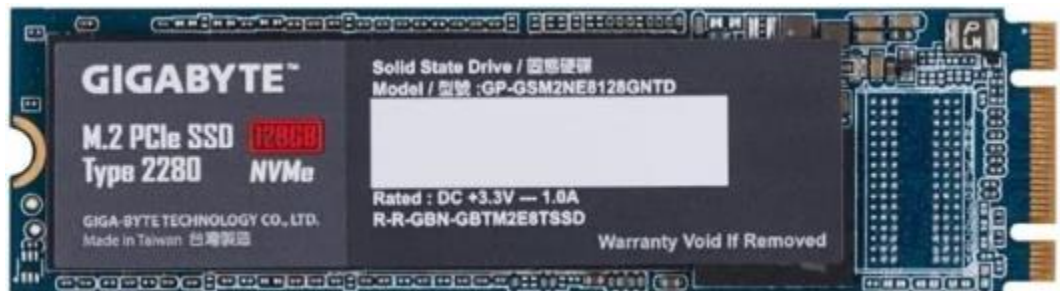 GIGABYTE™
M.2 PCIe SSD 128GB
Type 2280 NVMe
GIGA-BYTE TECHNOLOGY CO., LTD.
Made in Taiwan 台灣製造
Solid State Drive / 固態硬碟
Model / 型號 :GP-GSM2NE8128GNTD
Rated : DC +3.3V --- 1.0A
R-R-GBN-GBTM2E8TSSD
Warranty Void If Removed